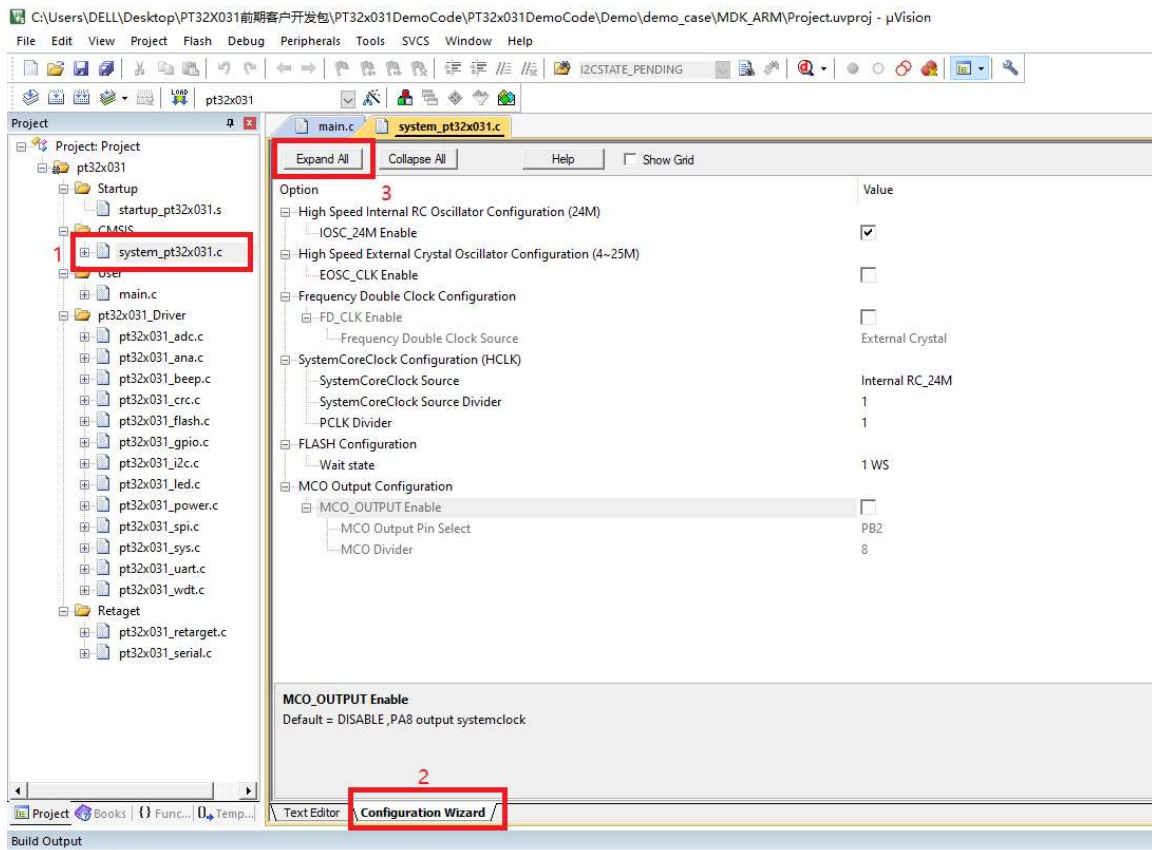 C:\Users\DELL\Desktop\PT32X031前期客户开发包\PT32x031DemoCode\PT32x031DemoCode\Demo\demo_case\MDK_ARM\Project.uvproj - µVision
File Edit View Project Flash Debug Peripherals Tools SVCS Window Help
I2CSTATE_PENDING
LOAD pt32x031
Project
main.c system_pt32x031.c
Project: Project
pt32x031
Startup
startup_pt32x031.s
CMSIS
1 system_pt32x031.c
User
main.c
pt32x031_Driver
pt32x031_adc.c
pt32x031_ana.c
pt32x031_beep.c
pt32x031_crc.c
pt32x031_flash.c
pt32x031_gpio.c
pt32x031_i2c.c
pt32x031_led.c
pt32x031_power.c
pt32x031_spi.c
pt32x031_sys.c
pt32x031_uart.c
pt32x031_wdt.c
Retaget
pt32x031_retarget.c
pt32x031_serial.c
Project Books {} Func... 0 Temp...
Expand All Collapse All Help Show Grid
3
Option Value
High Speed Internal RC Oscillator Configuration (24M)
IOSC_24M Enable
High Speed External Crystal Oscillator Configuration (4~25M)
EOSC_CLK Enable
Frequency Double Clock Configuration
FD_CLK Enable
Frequency Double Clock Source External Crystal
SystemCoreClock Configuration (HCLK)
SystemCoreClock Source Internal RC_24M
SystemCoreClock Source Divider 1
PCLK Divider 1
FLASH Configuration
Wait state 1 WS
MCO Output Configuration
MCO_OUTPUT Enable
MCO Output Pin Select PB2
MCO Divider 8
MCO_OUTPUT Enable
Default = DISABLE ,PA8 output systemclock
2
Text Editor Configuration Wizard
Build Output